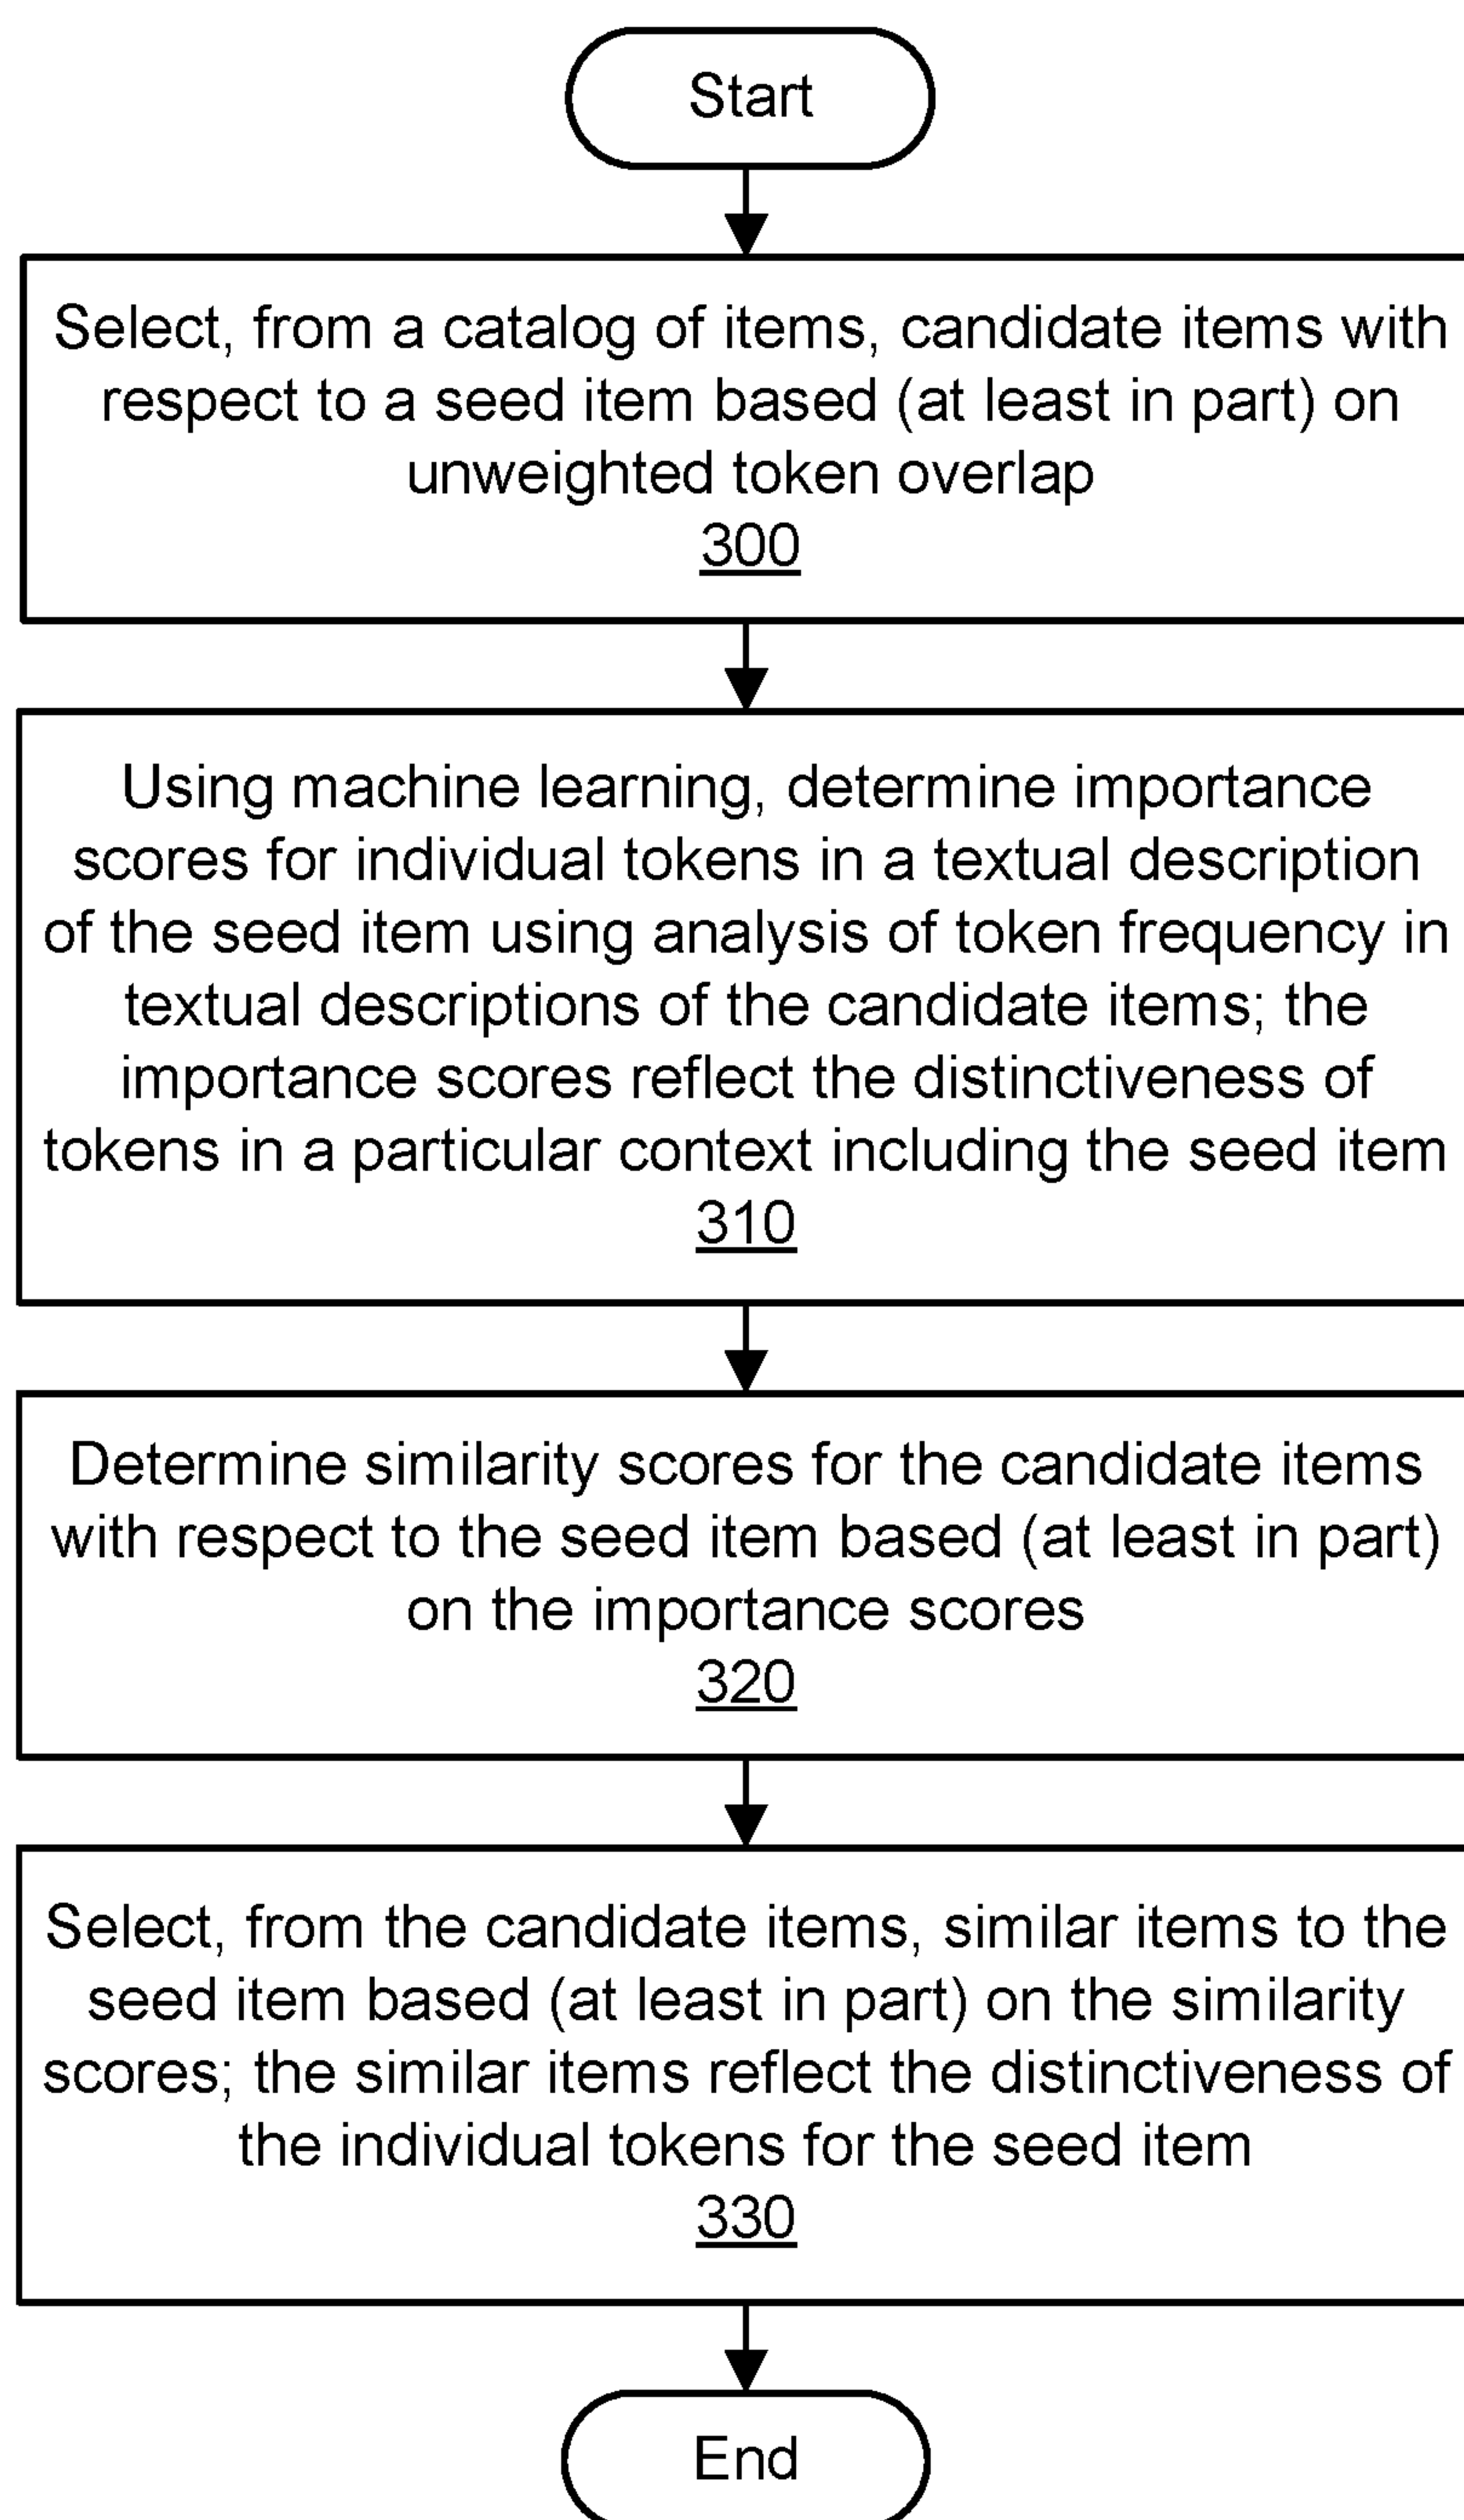 Start
Select, from a catalog of items, candidate items with
respect to a seed item based (at least in part) on
unweighted token overlap
300
Using machine learning, determine importance
scores for individual tokens in a textual description
of the seed item using analysis of token frequency in
textual descriptions of the candidate items; the
importance scores reflect the distinctiveness of
tokens in a particular context including the seed item
310
Determine similarity scores for the candidate items
with respect to the seed item based (at least in part)
on the importance scores
320
Select, from the candidate items, similar items to the
seed item based (at least in part) on the similarity
scores; the similar items reflect the distinctiveness of
the individual tokens for the seed item
330
End